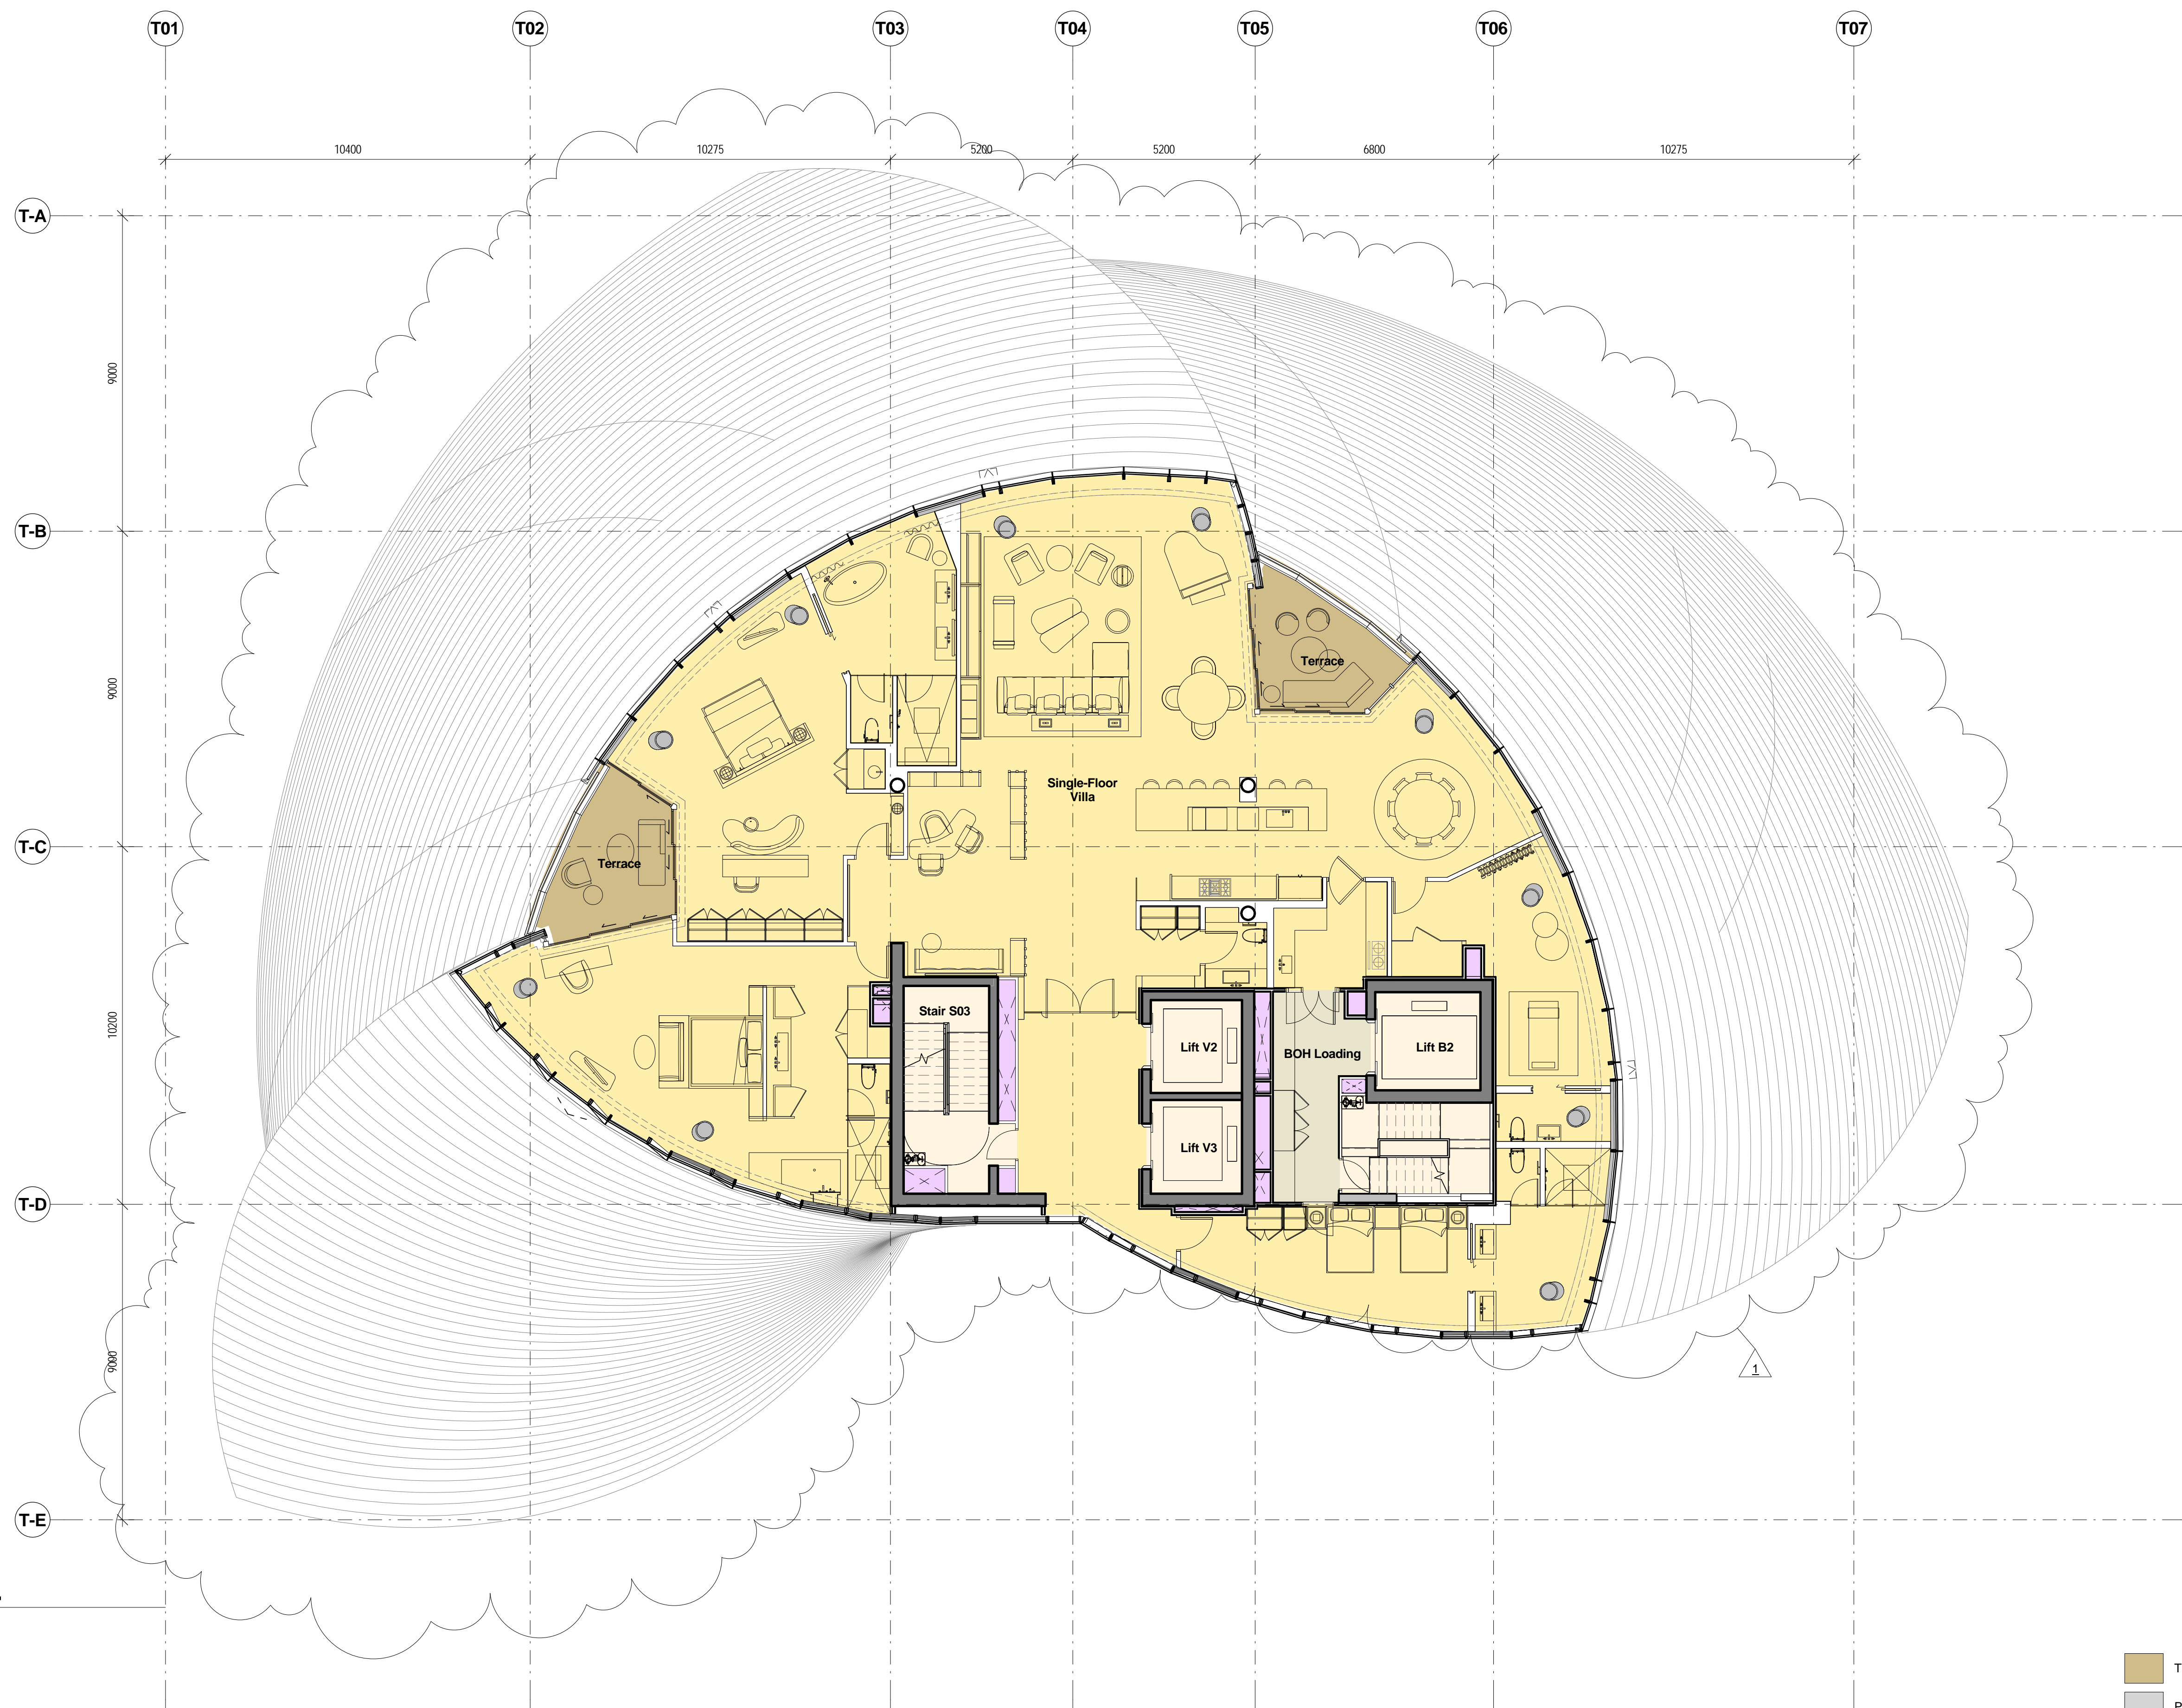 T01 T02 T03 T04 T05 T06 T07
10400 10275 5200 5200 6800 10275
T-A
9000
T-B
9000
Terrace
Single-Floor
Villa
T-C
Terrace
10200
Stair S03
Lift V2
BOH Loading
Lift B2
Lift V3
T-D
9000
1
T-E
T
P